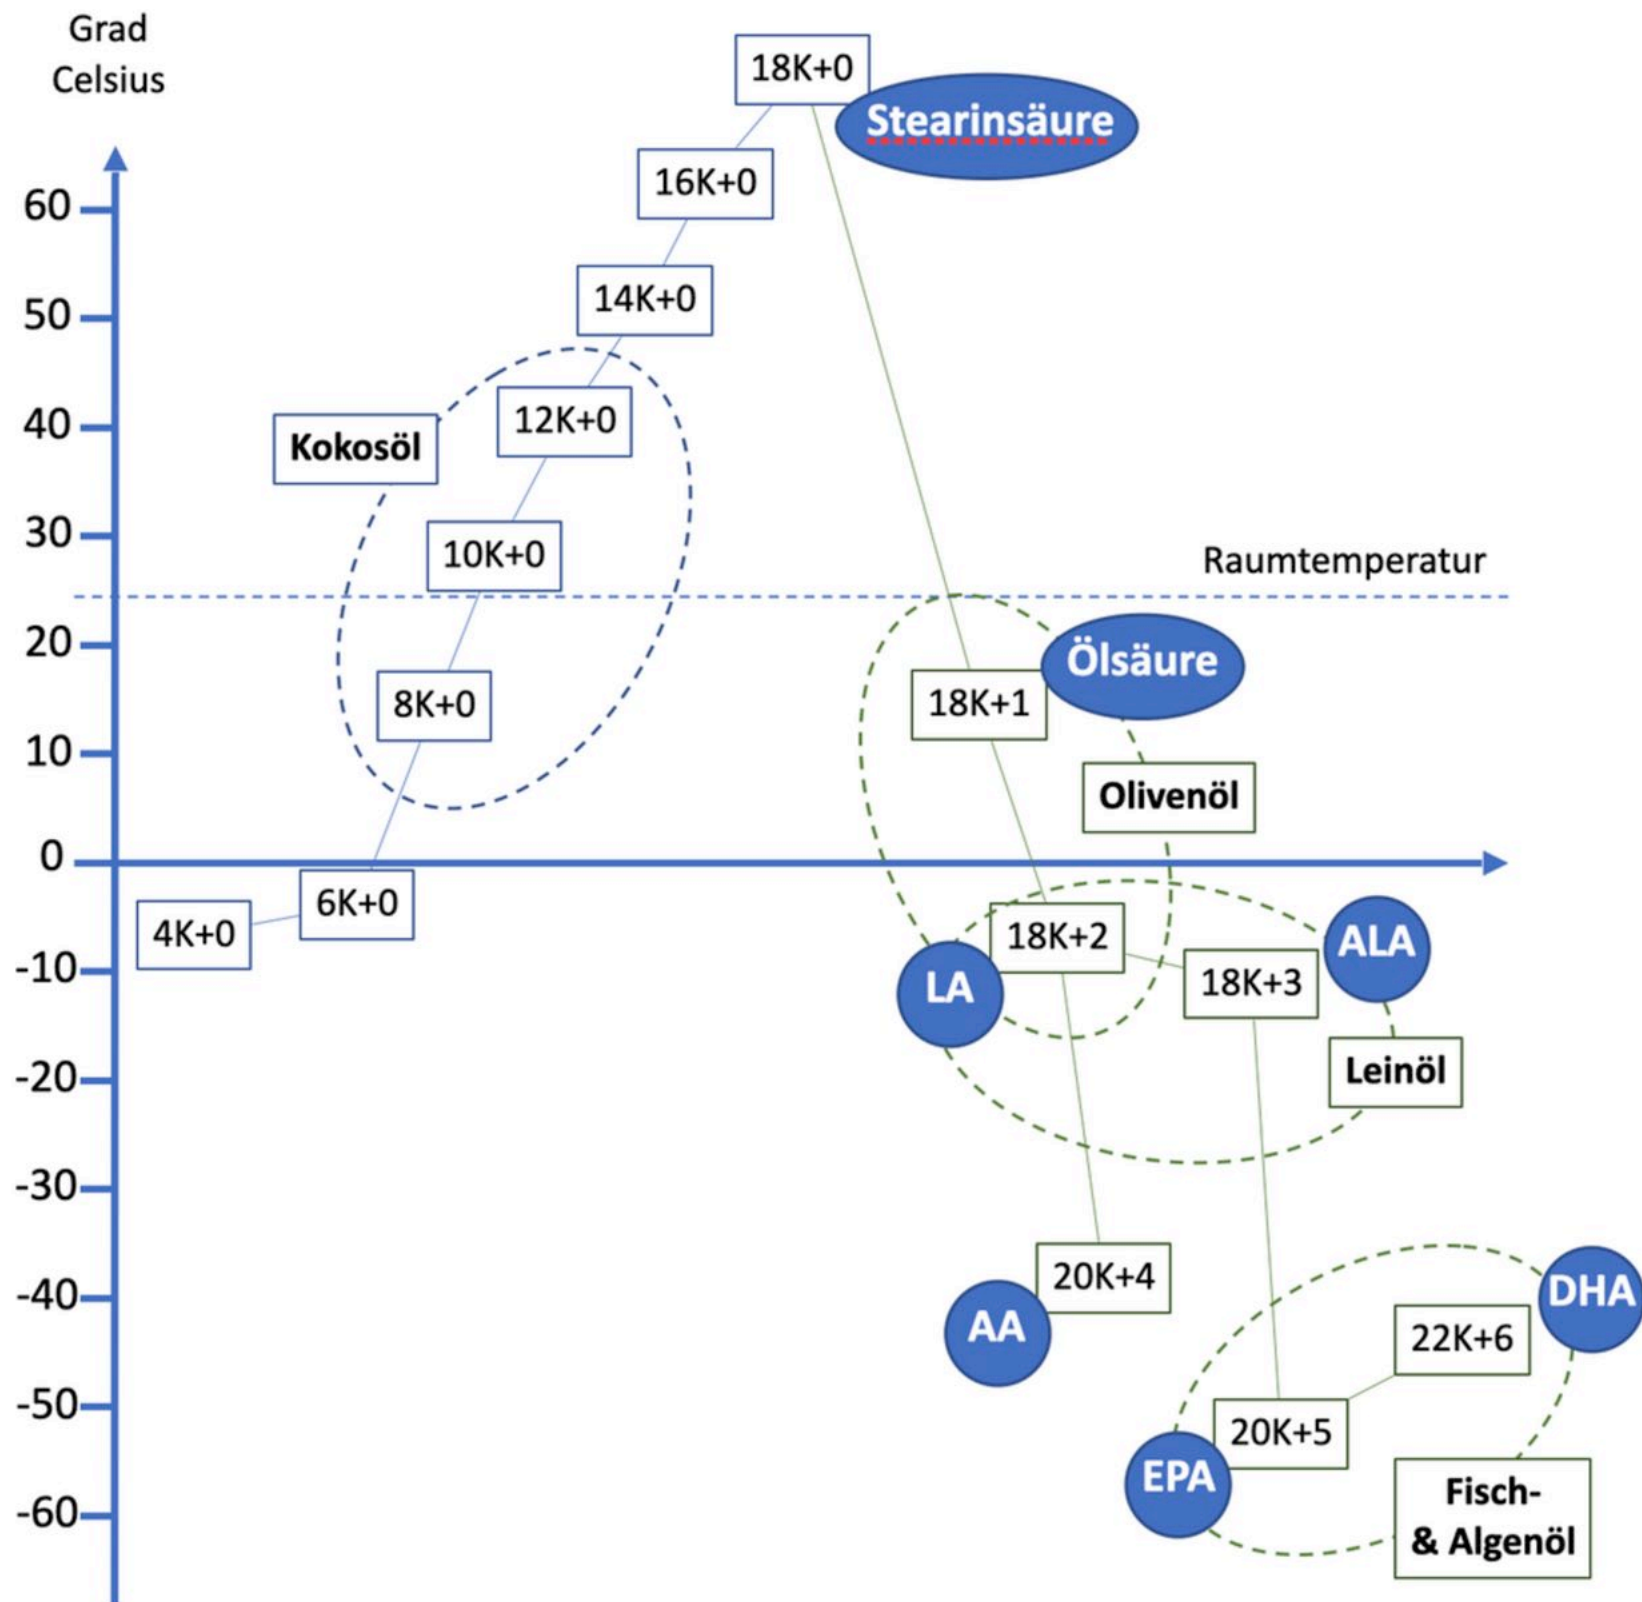 Grad
Celsius
18K+0
Stearinsäure
16K+0
60
14K+0
50
12K+0
40
Kokosöl
30
10K+0
Raumtemperatur
20
Ölsäure
8K+0
18K+1
10
Olivenöl
0
6K+0
4K+0
18K+2
ALA
-10
LA
18K+3
-20
Leinöl
-30
20K+4
-40
DHA
AA
22K+6
-50
20K+5
EPA
-60
Fisch-
& Algenöl